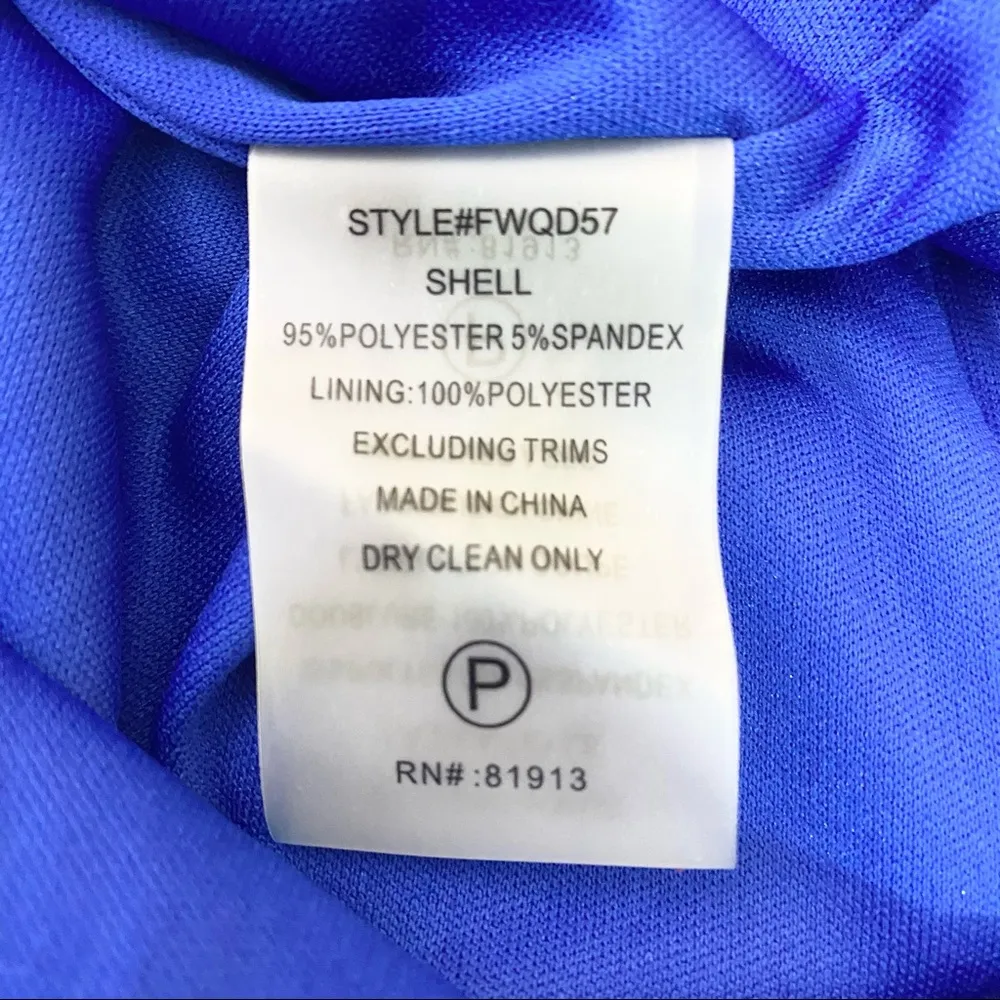 STYLE#FWQD57
SHELL
95%POLYESTER 5%SPANDEX
LINING:100%POLYESTER
EXCLUDING TRIMS
MADE IN CHINA
DRY CLEAN ONLY
P
RN# :81913